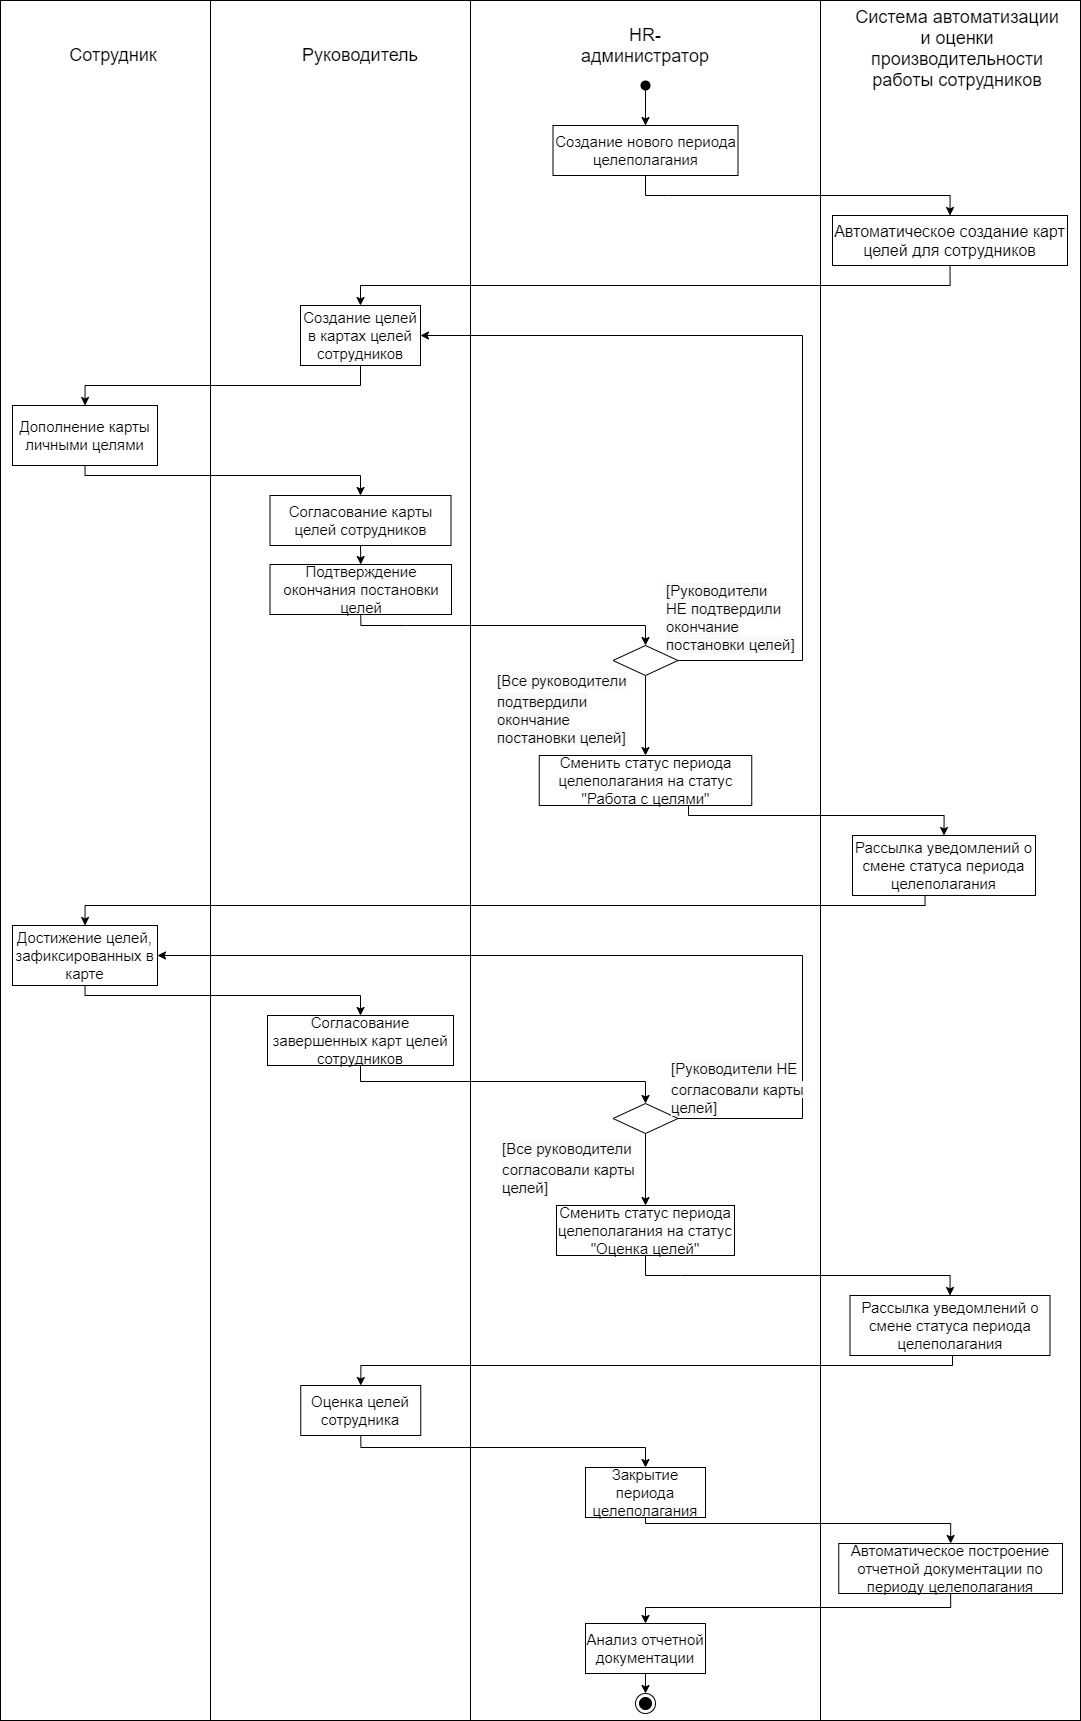 Сотрудник
Руководитель
HR-
администратор
Система автоматизации
и оценки
производительности
работы сотрудников
Создание нового периода
целеполагания
Автоматическое создание карт
целей для сотрудников
Создание целей
в картах целей
сотрудников
Дополнение карты
личными целями
Согласование карты
целей сотрудников
Подтверждение
окончания постановки
целей
[Руководители
НЕ подтвердили
окончание
постановки целей]
[Все руководители
подтвердили
окончание
постановки целей]
Сменить статус периода
целеполагания на статус
"Работа с целями"
Рассылка уведомлений о
смене статуса периода
целеполагания
Достижение целей,
зафиксированных в
карте
Согласование
завершенных карт целей
сотрудников
[Руководители НЕ
согласовали карты
целей]
[Все руководители
согласовали карты
целей]
Сменить статус периода
целеполагания на статус
"Оценка целей"
Рассылка уведомлений о
смене статуса периода
целеполагания
Оценка целей
сотрудника
Закрытие
периода
целеполагания
Автоматическое построение
отчетной документации по
периоду целеполагания
Анализ отчетной
документации